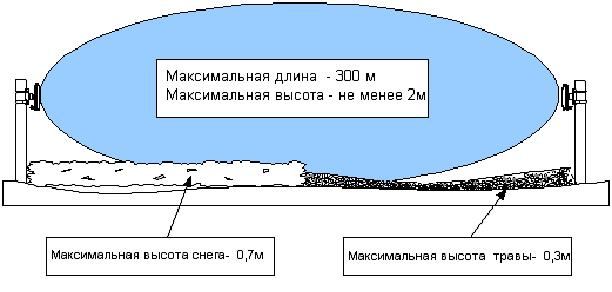 Максимальная длина - 300 м
Максимальная высота - не менее 2м
Максимальная высота снега- 0,7м
Максимальная высота травы- 0,3м